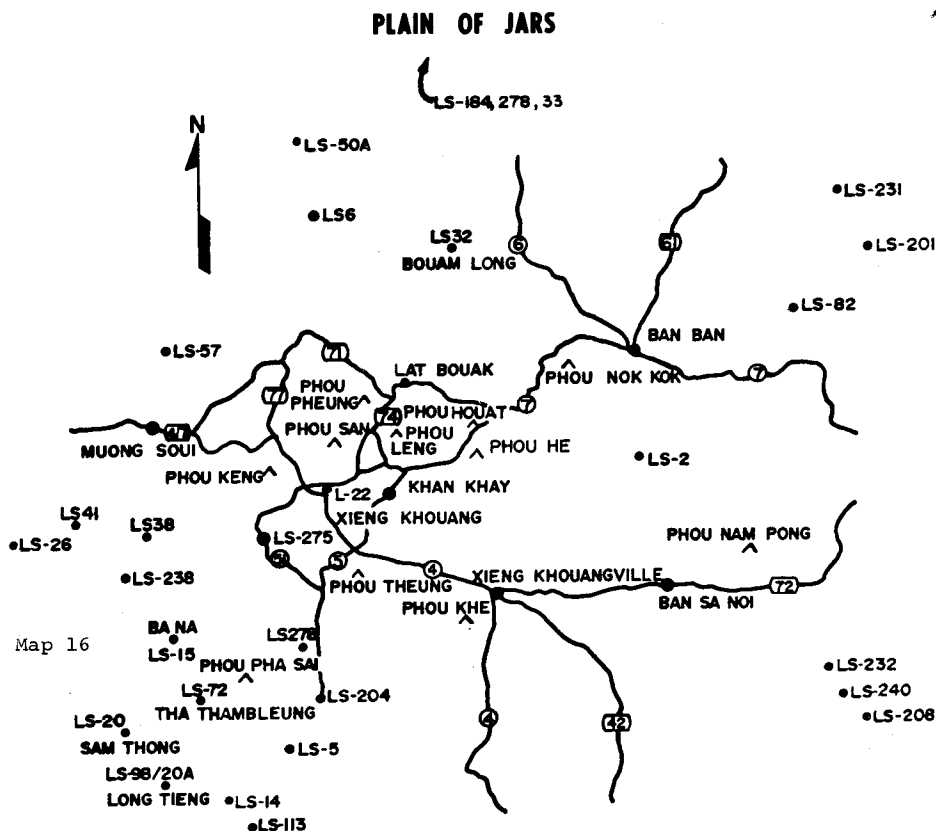 PLAIN OF JARS
LS-184, 278, 33
N
LS-50A
LS6
LS-231
LS32
BOUAM LONG
6
61
LS-201
LS-82
LS-57
71
BAN BAN
LAT BOUAK
PHOU NOK KOK
7
PHOU
PHEUNG
77
7
74
PHOU HOUAT
PHOU SAN
PHOU
LENG
MUONG SOUI
PHOU HE
LS-2
PHOU KENG
L-22
KHAN KHAY
XIENG KHOUANG
LS41
LS38
LS-26
LS-275
PHOU NAM PONG
5
4
LS-238
PHOU THEUNG
XIENG KHOUANGVILLE
72
PHOU KHE
BAN SA NOI
BA NA
LS-15
Map 16
LS278
PHOU PHA SAI
LS-232
LS-72
THA THAMBLEUNG
LS-204
LS-240
LS-208
LS-20
SAM THONG
4
42
LS-5
LS-98/20A
LONG TIENG
LS-14
LS-113